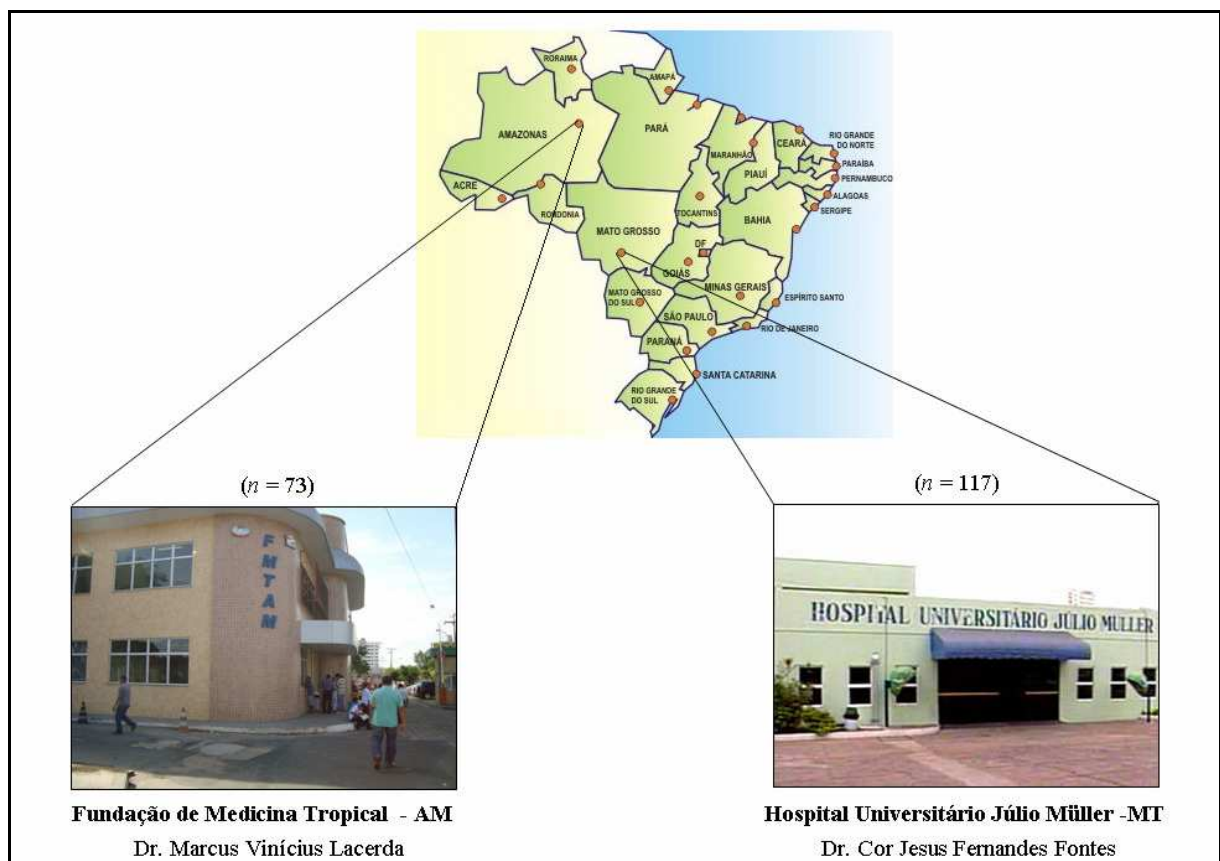 RORAIMA
AMAPÁ
AMAZONAS
PARÁ
MARANHÃO
CEARÁ
RIO GRANDE
DO NORTE
PARAÍBA
PERNAMBUCO
PIAUÍ
ALAGOAS
SERGIPE
ACRE
RONDONIA
TOCANTINS
BAHIA
MATO GROSSO
DF
GOIÁS
MINAS GERAIS
MATO GROSSO
DO SUL
ESPÍRITO SANTO
SÃO PAULO
RIO DE JANEIRO
PARANÁ
SANTA CATARINA
RIO GRANDE
DO SUL
(n = 73)
(n = 117)
FMTAM
HOSPITAL UNIVERSITÁRIO JÚLIO MULLER
Fundação de Medicina Tropical - AM
Dr. Marcus Vinícius Lacerda
Hospital Universitário Júlio Müller -MT
Dr. Cor Jesus Fernandes Fontes